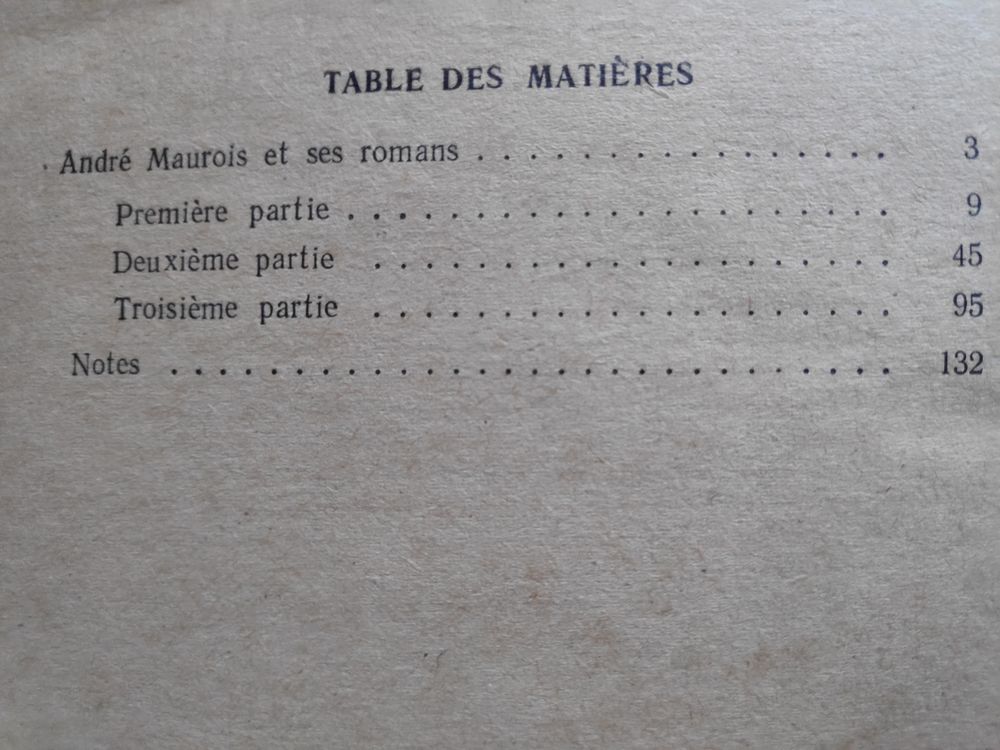 TABLE DES MATIÈRES
André Maurois et ses romans . . . . . . . . . . . . . . . . 3
Première partie . . . . . . . . . . . . . . . . . . . . . 9
Deuxième partie . . . . . . . . . . . . . . . . . . . . 45
Troisième partie . . . . . . . . . . . . . . . . . . . . 95
Notes . . . . . . . . . . . . . . . . . . . . . . . . . . . . 132